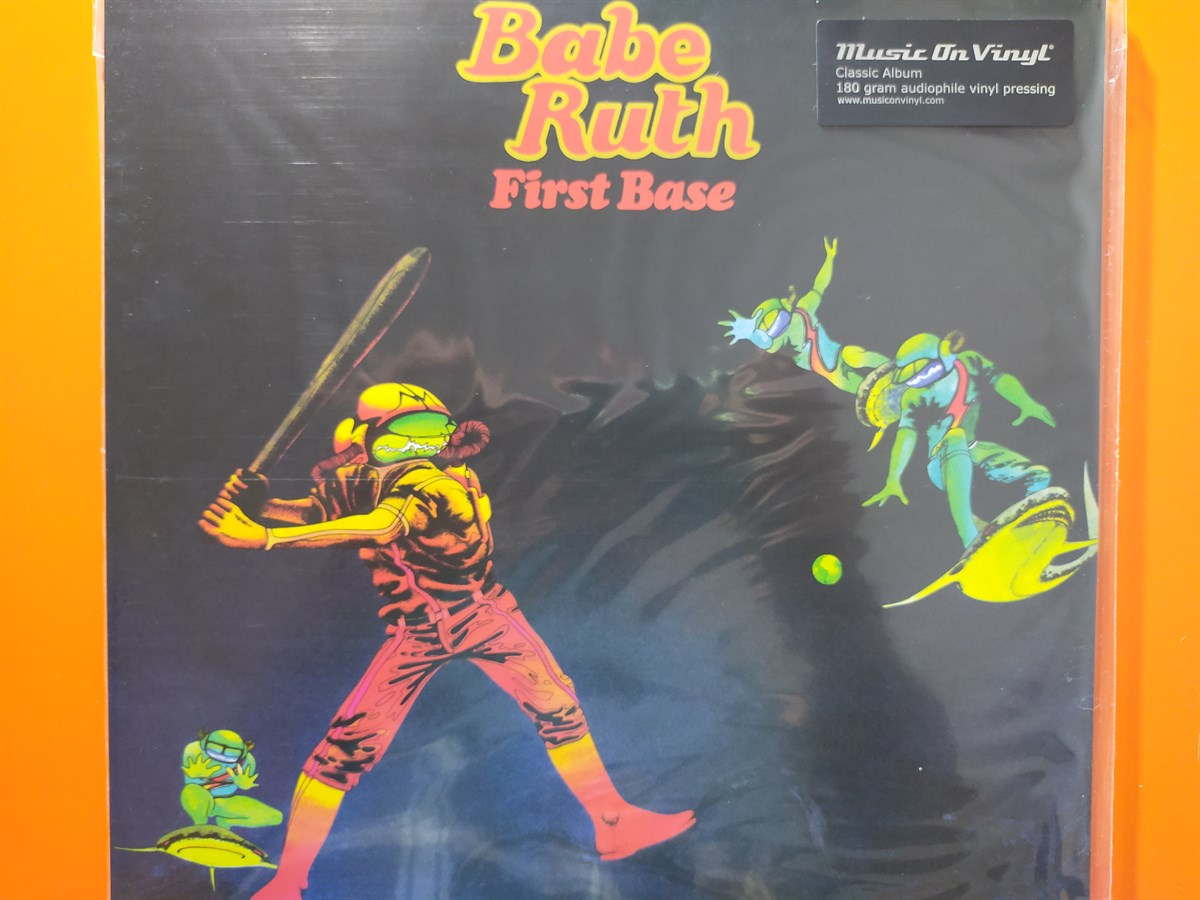 Babe
Ruth
First Base
Music On Vinyl
Classic Album
180 gram audiophile vinyl pressing
www.musiconvinyl.com